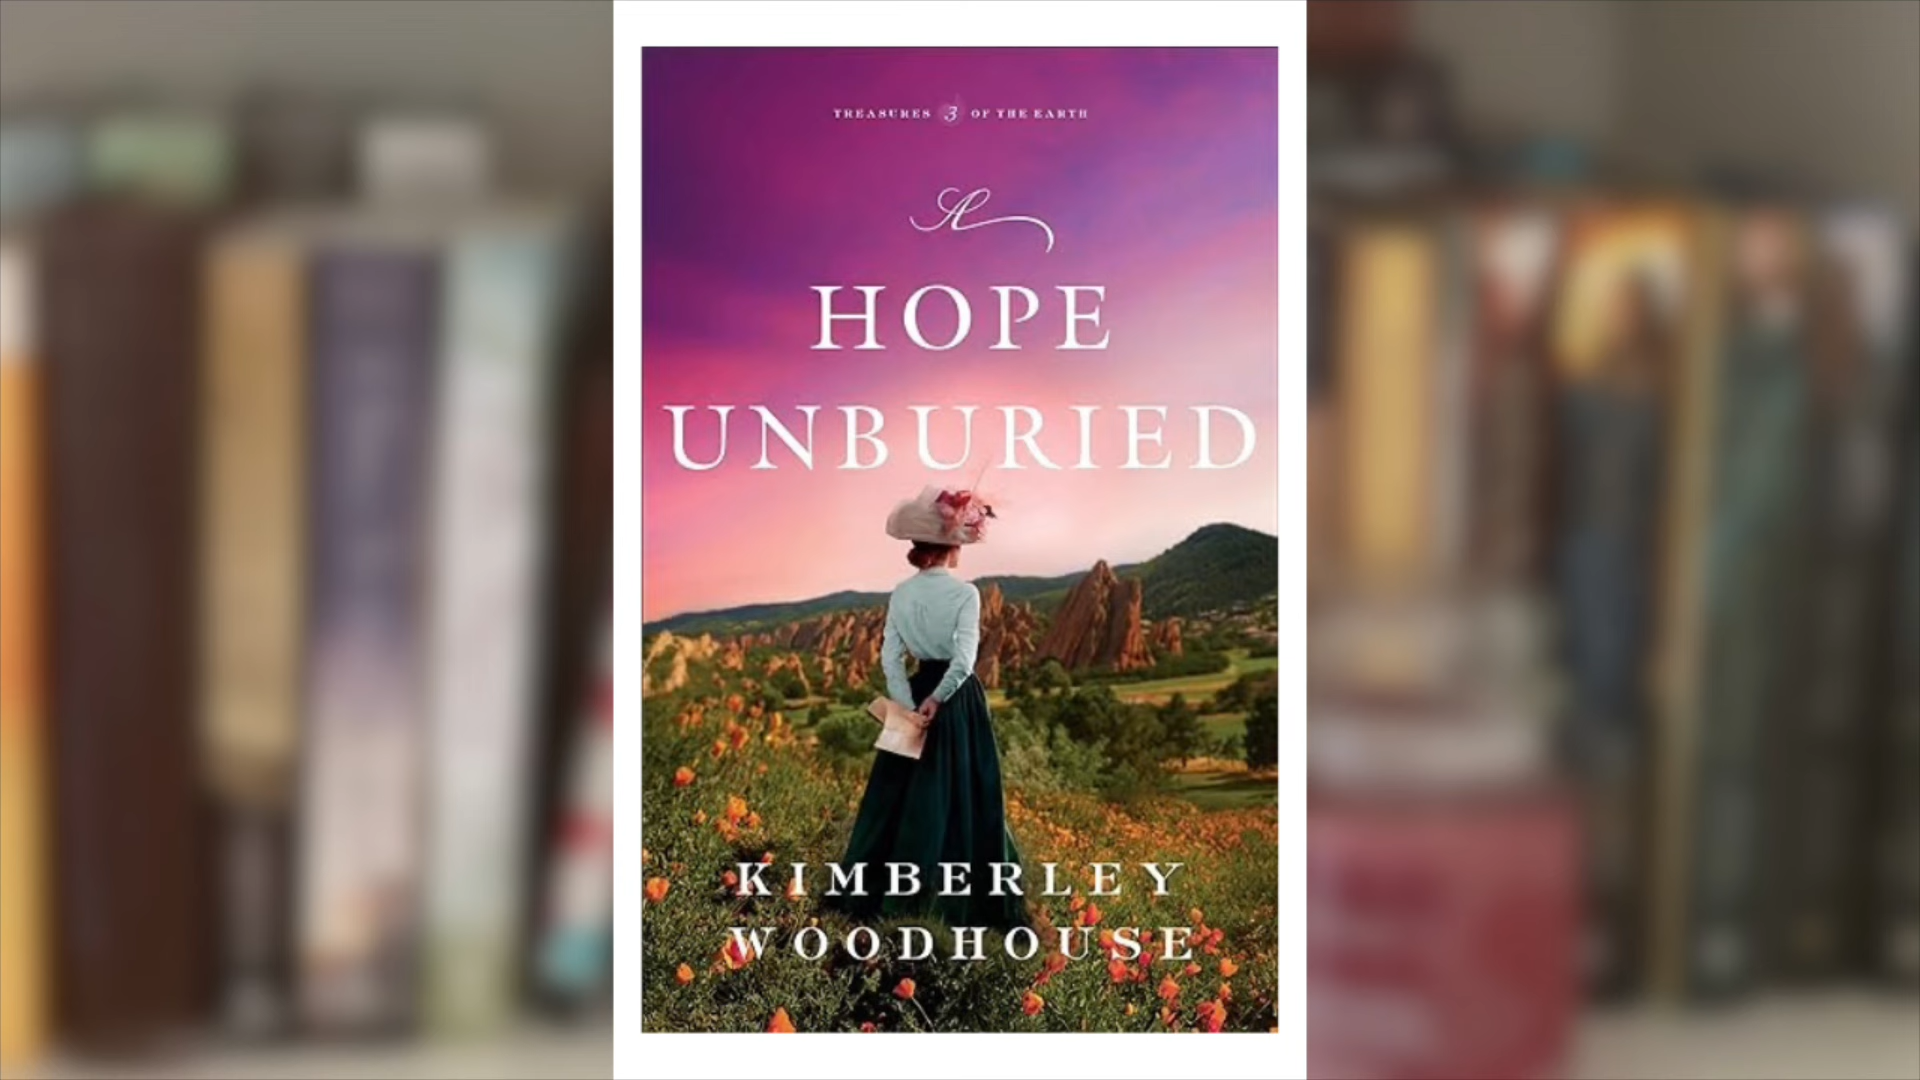 TREASURES 3 OF THE EARTH
A
HOPE
UNBURIED
KIMBERLEY
WOODHOUSE